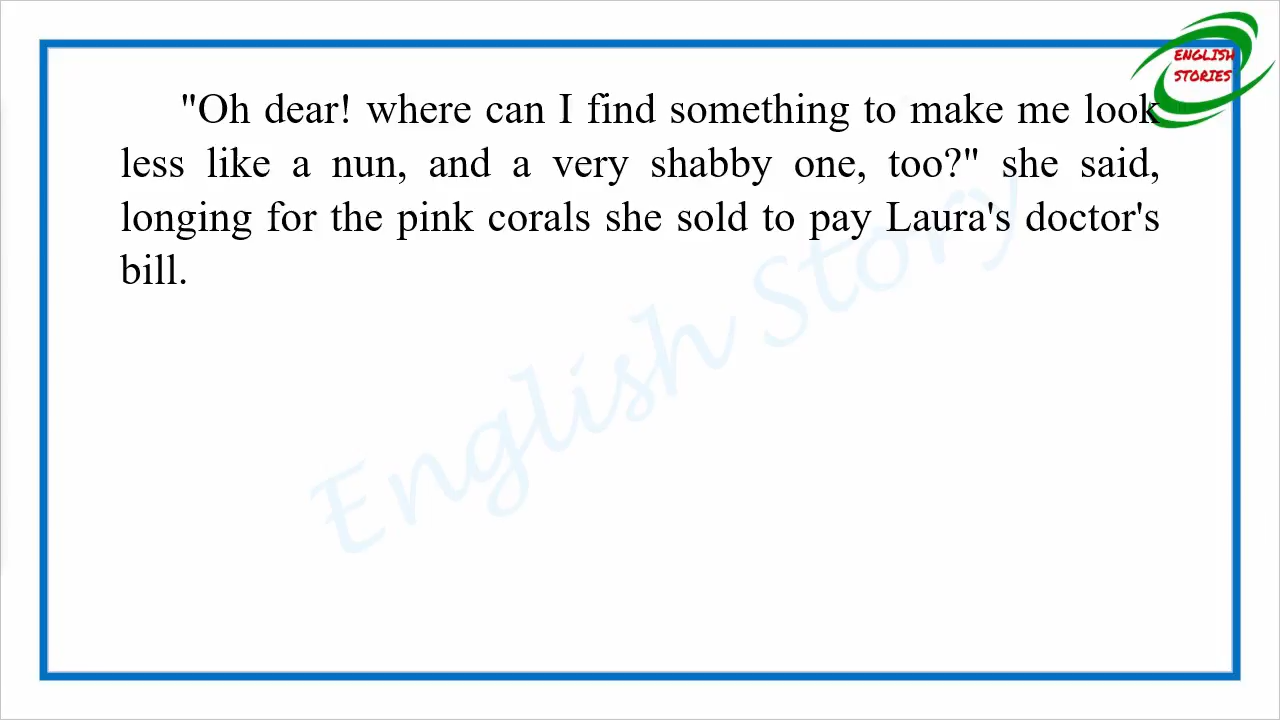 ENGLISH
STORIES
"Oh dear! where can I find something to make me look
less like a nun, and a very shabby one, too?" she said,
longing for the pink corals she sold to pay Laura's doctor's
bill.
English Story